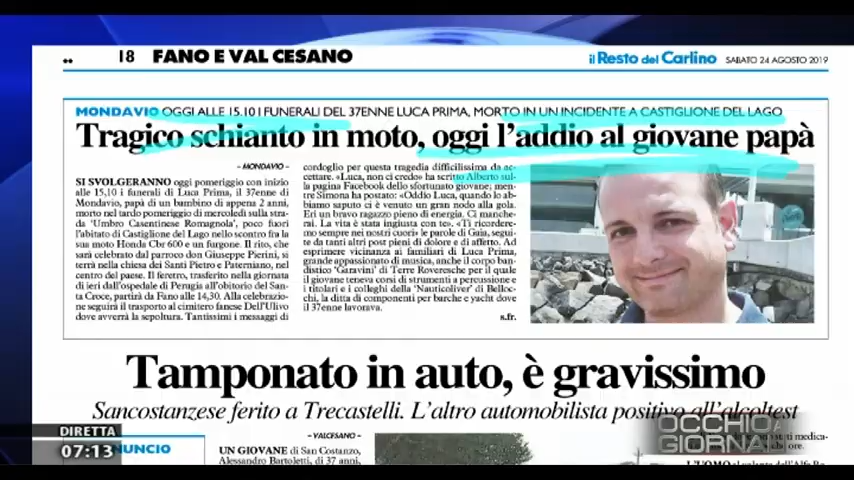 18 FANO E VAL CESANO
il Resto del Carlino SABATO 24 AGOSTO 2019
MONDAVIO OGGI ALLE 15.10 I FUNERALI DEL 37ENNE LUCA PRIMA, MORTO IN UN INCIDENTE A CASTIGLIONE DEL LAGO
Tragico schianto in moto, oggi l'addio al giovane papà
– MONDAVIO –
SI SVOLGERANNO oggi pomeriggio con inizio
alle 15,10 i funerali di Luca Prima, il 37enne di
Mondavio, papà di un bambino di appena 2 anni,
morto nel tardo pomeriggio di mercoledì sulla stra-
da 'Umbro Casentinese Romagnola', poco fuori
l'abitato di Castiglione del Lago nello scontro fra la
sua moto Honda Cbr 600 e un furgone. Il rito, che
sarà celebrato dal parroco don Giuseppe Pierini, si
terrà nella chiesa dei Santi Pietro e Paterniano, nel
centro del paese. Il feretro, trasferito nella giornata
di ieri dall'ospedale di Perugia all'obitorio del San-
ta Croce, partirà da Fano alle 14,30. Alla celebrazio-
ne seguirà il trasporto al cimitero fanese Dell'Ulivo
dove avverrà la sepoltura. Tantissimi i messaggi di
cordoglio per questa tragedia difficilissima da ac-
cettare. «Luca, non ci credo» ha scritto Alberto sul-
la pagina Facebook dello sfortunato giovane; men-
tre Simona ha postato: «Oddio Luca, quando lo ab-
biamo saputo ci è venuto un gran nodo alla gola.
Eri un bravo ragazzo pieno di energia. Ci manche-
rai. La vita è stata ingiusta con te». «Ti ricordere-
mo sempre nei nostri cuori» le parole di Gaia, segui-
te da tanti altri post pieni di dolore e di affetto. Ad
esprimere vicinanza ai familiari di Luca Prima,
grande appassionato di musica, anche il corpo ban-
distico 'Garavini' di Terre Roveresche per il quale
il giovane teneva corsi di strumenti a percussione e
i titolari e i colleghi della 'Nauticoliver' di Belloc-
chi, la ditta di componenti per barche e yacht dove
il 37enne lavorava.
s.fr.
Tamponato in auto, è gravissimo
Sancostanzese ferito a Trecastelli. L'altro automobilista positivo all'alcoltest
DIRETTA
07:13
NUNCIO
– VALCESANO –
UN GIOVANE di San Costanzo,
Alessandro Bartoletti, di 37 anni,
OCCHIO
GIORNA